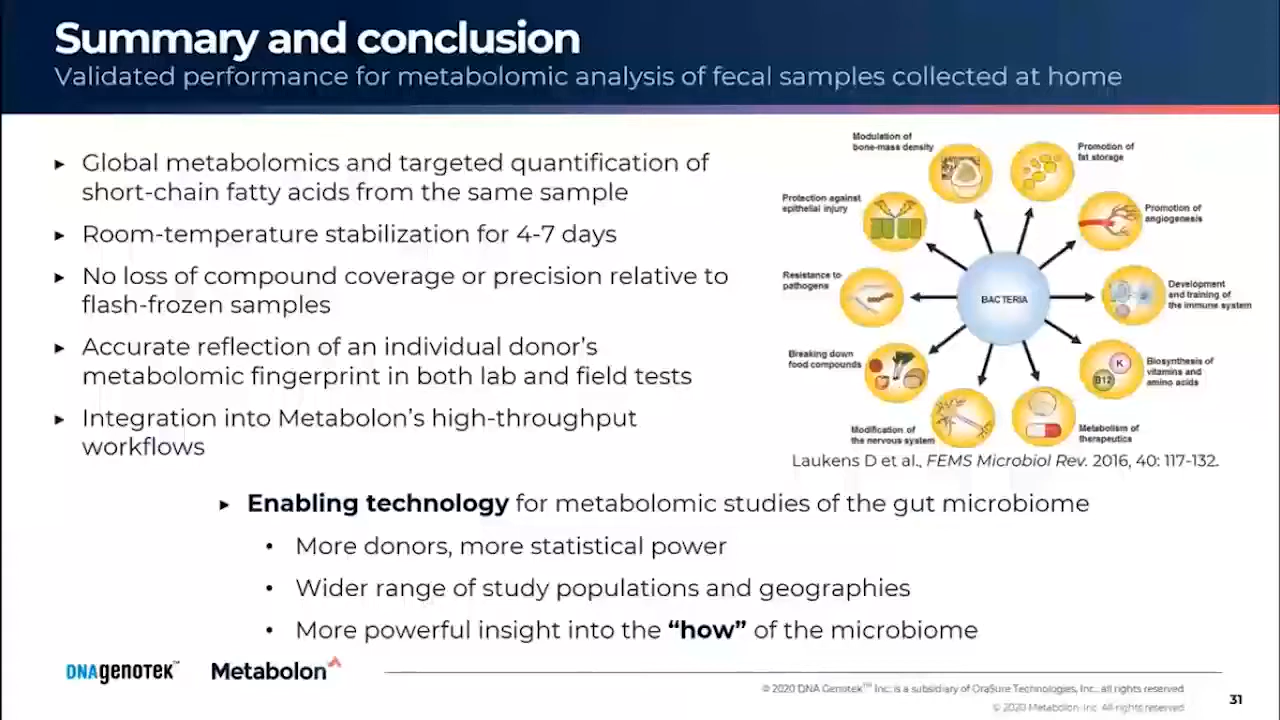 Summary and conclusion
Validated performance for metabolomic analysis of fecal samples collected at home
▸ Global metabolomics and targeted quantification of
short-chain fatty acids from the same sample
▸ Room-temperature stabilization for 4-7 days
▸ No loss of compound coverage or precision relative to
flash-frozen samples
▸ Accurate reflection of an individual donor's
metabolomic fingerprint in both lab and field tests
▸ Integration into Metabolon's high-throughput
workflows
Modulation of
bone-mass density
Promotion of
fat storage
Protection against
epithelial injury
Promotion of
angiogenesis
Resistance to
pathogens
BACTERIA
Development
and training of
the immune system
Breaking down
food compounds
K
B12
Biosynthesis of
vitamins and
amino acids
Modification of
the nervous system
Metabolism of
therapeutics
Laukens D et al., FEMS Microbiol Rev. 2016, 40: 117-132.
▸ Enabling technology for metabolomic studies of the gut microbiome
• More donors, more statistical power
• Wider range of study populations and geographies
• More powerful insight into the “how” of the microbiome
DNAgenotek™
Metabolon
© 2020 DNA Genotek™ Inc. is a subsidiary of OraSure Technologies, Inc., all rights reserved
© 2020 Metabolon, Inc. All rights reserved
31